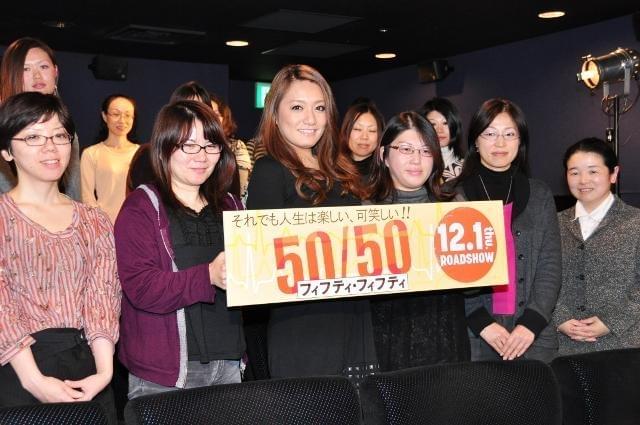 それでも人生は楽しい、可笑しい!!
50/50
フィフティ・フィフティ
12.1 thu.
ROADSHOW